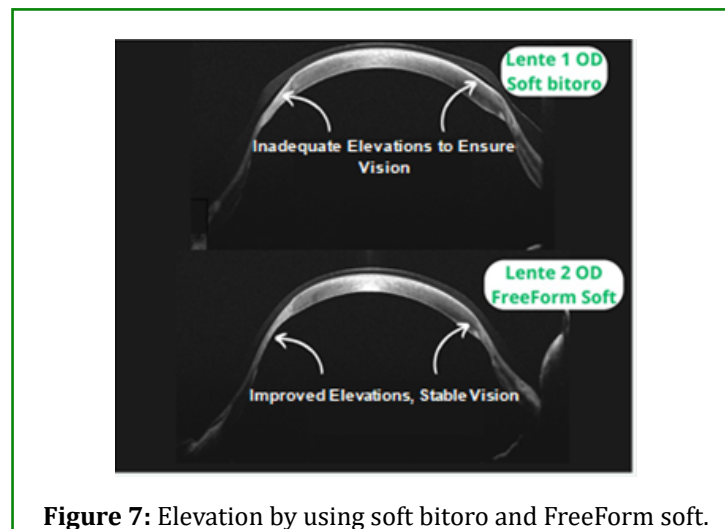 Lente 1 OD
Soft bitoro
Inadequate Elevations to Ensure
Vision
Lente 2 OD
FreeForm Soft
Improved Elevations, Stable Vision
Figure 7: Elevation by using soft bitoro and FreeForm soft.